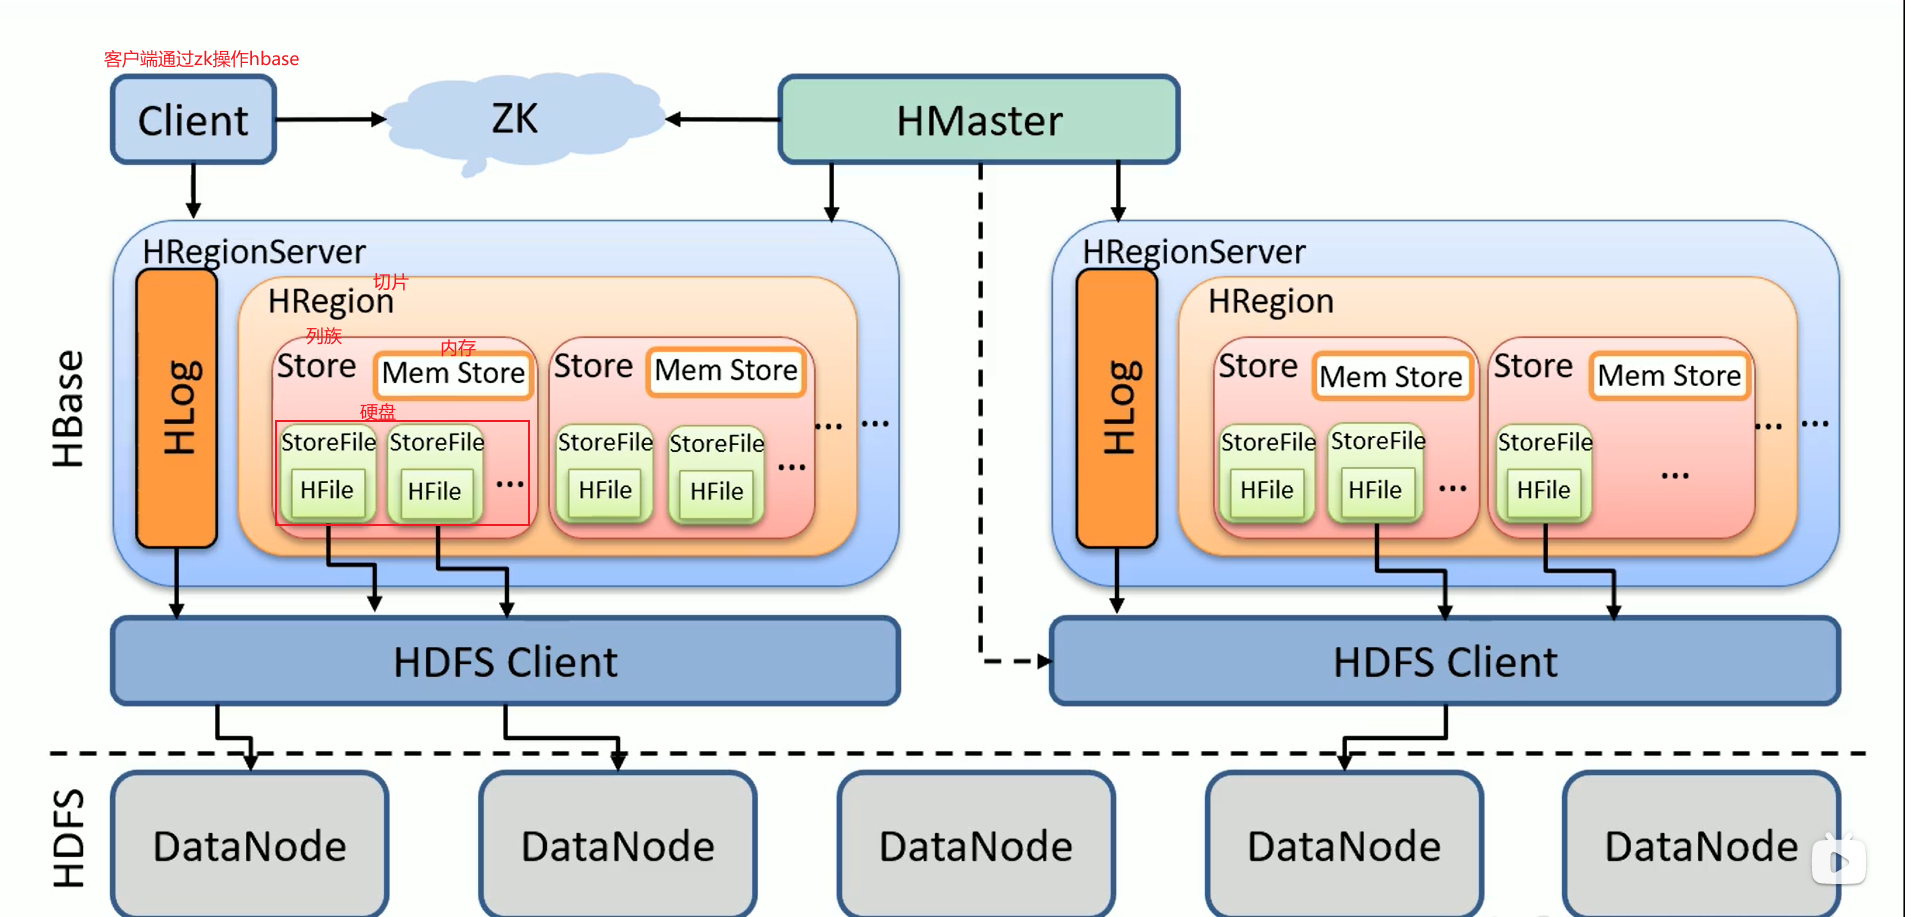 客户端通过zk操作hbase
Client
ZK
HMaster
HBase
HRegionServer
HLog
切片
HRegion
列族
Store
内存
Mem Store
硬盘
StoreFile
HFile
StoreFile
HFile
...
Store
Mem Store
StoreFile
HFile
StoreFile
HFile
...
...
...
HRegionServer
HLog
HRegion
Store
Mem Store
StoreFile
HFile
StoreFile
HFile
...
Store
Mem Store
StoreFile
HFile
...
...
...
HDFS Client
HDFS Client
HDFS
DataNode
DataNode
DataNode
DataNode
DataNode